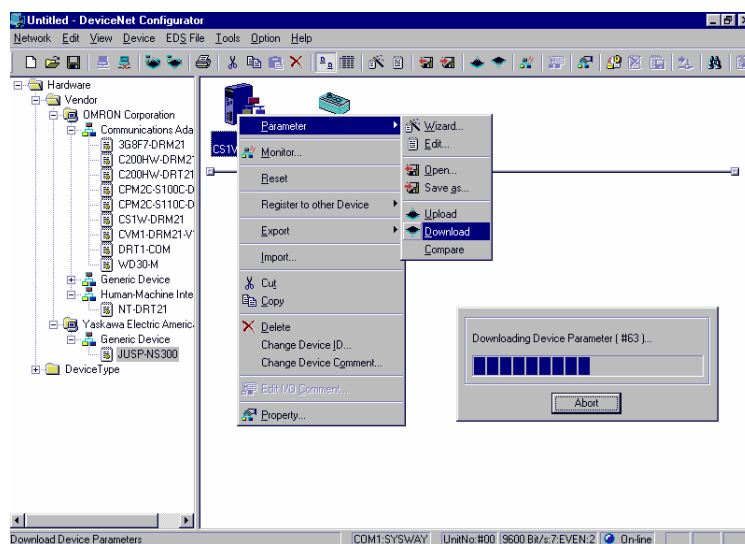 Untitled - DeviceNet Configurator
Network Edit View Device EDS File Tools Option Help
Hardware
Vendor
OMRON Corporation
Communications Ada
3G8F7-DRM21
C200HW-DRM2
C200HW-DRT21
CPM2C-S100C-D
CPM2C-S110C-D
CS1W-DRM21
CVM1-DRM21-V
DRT1-COM
WD30-M
Generic Device
Human-Machine Inte
NT-DRT21
Yaskawa Electric Americ
Generic Device
JUSP-NS300
DeviceType
CS1W
Parameter
Monitor...
Reset
Register to other Device
Export
Import...
Cut
Copy
Delete
Change Device ID...
Change Device Comment...
Edit I/O Comment...
Property...
Wizard...
Edit...
Open...
Save as...
Upload
Download
Compare
Downloading Device Parameter ( #63 )...
Abort
Download Device Parameters
COM1:SYSWAY
UnitNo:#00
9600 Bit/s:7:EVEN:2
On-line